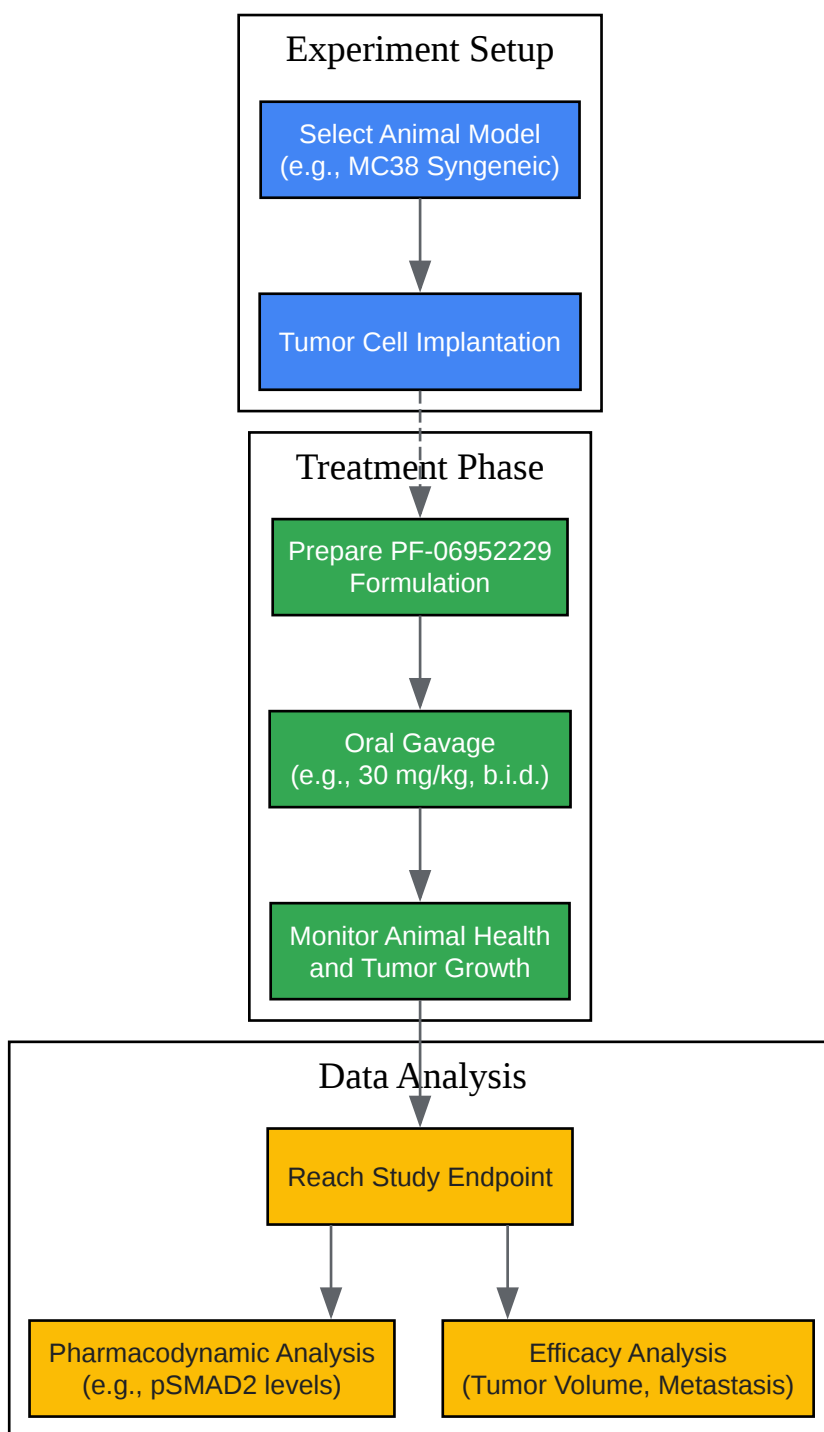 Experiment Setup
Select Animal Model
(e.g., MC38 Syngeneic)
Tumor Cell Implantation
Treatment Phase
Prepare PF-06952229
Formulation
Oral Gavage
(e.g., 30 mg/kg, b.i.d.)
Monitor Animal Health
and Tumor Growth
Data Analysis
Reach Study Endpoint
Pharmacodynamic Analysis
(e.g., pSMAD2 levels)
Efficacy Analysis
(Tumor Volume, Metastasis)